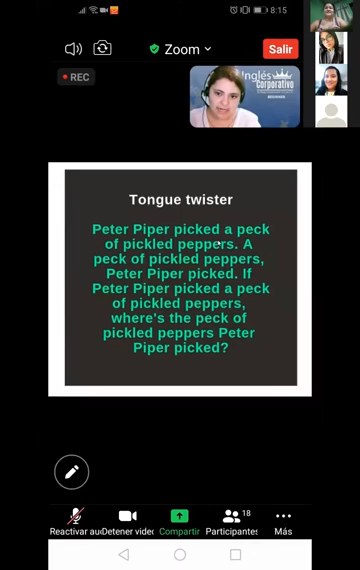 8:15
Zoom
Salir
REC
Inglés
Corporativo
Tongue twister
Peter Piper picked a peck
of pickled peppers. A
peck of pickled peppers,
Peter Piper picked. If
Peter Piper picked a peck
of pickled peppers,
where's the peck of
pickled peppers Peter
Piper picked?
18
Reactivar au Detener videc Compartir Participantes Más